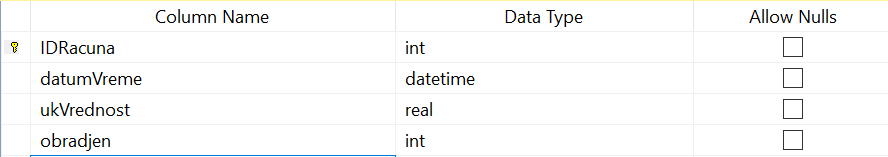 Column Name Data Type Allow Nulls
IDRacuna int
datumVreme datetime
ukVrednost real
obradjen int